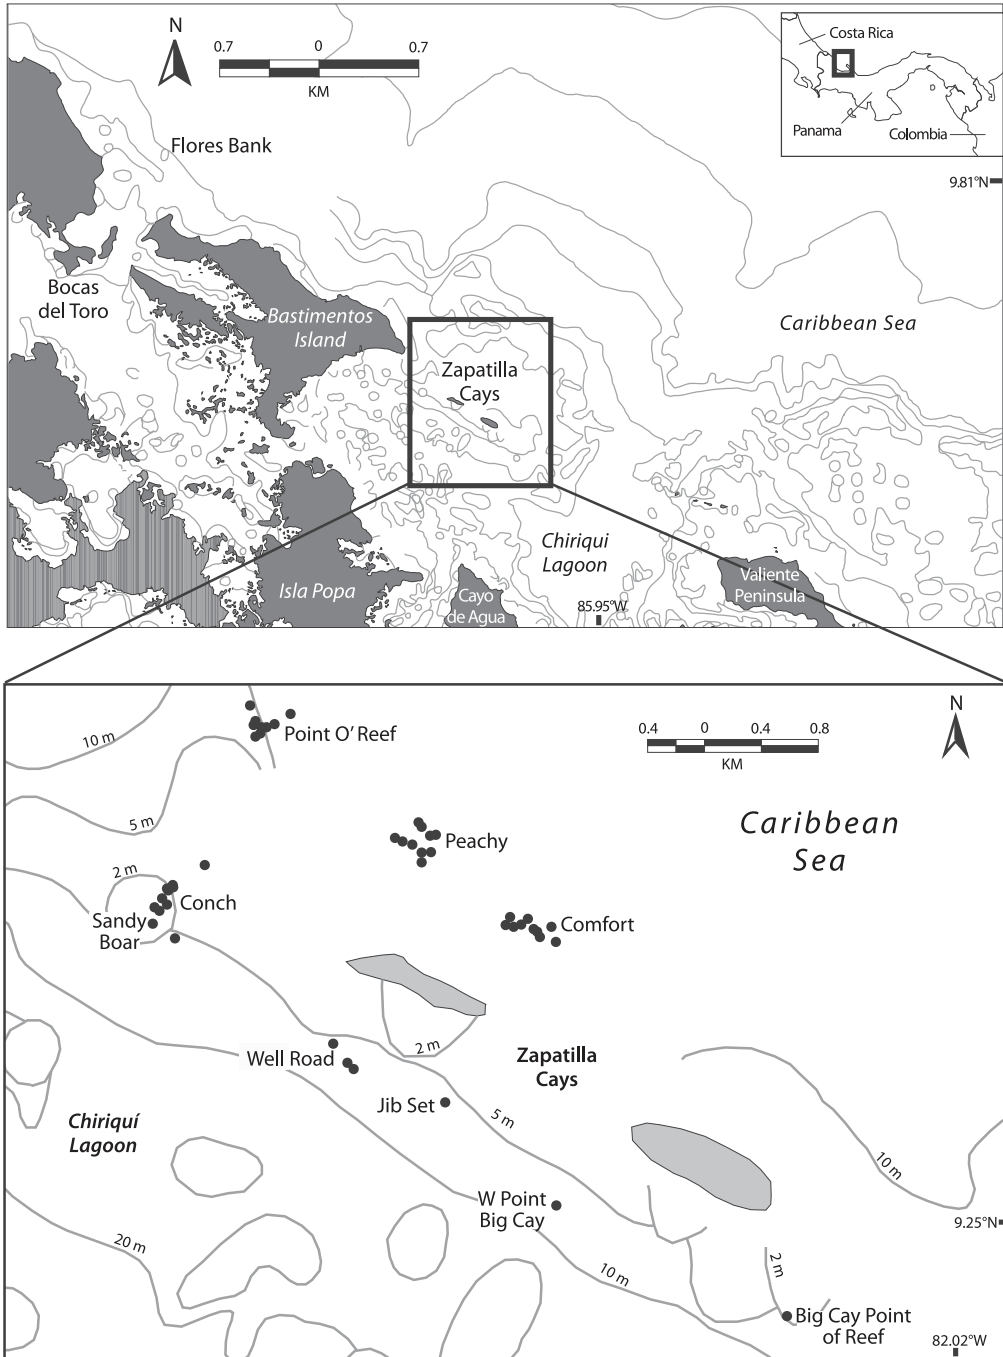 N
0.7 0 0.7
KM
Costa Rica
Panama
Colombia
Flores Bank
9.81°N
Bocas
del Toro
Bastimentos
Island
Caribbean Sea
Zapatilla
Cays
Chiriqui
Lagoon
Isla Popa
Cayo
de Agua
85.95°W
Valiente
Peninsula
N
0.4 0 0.4 0.8
KM
10 m
Point O' Reef
5 m
Peachy
Caribbean
Sea
2 m
Conch
Sandy
Boar
Comfort
2 m
Well Road
Zapatilla
Cays
Jib Set
5 m
Chiriquí
Lagoon
10 m
W Point
Big Cay
9.25°N
20 m
10 m
2 m
Big Cay Point
of Reef
82.02°W